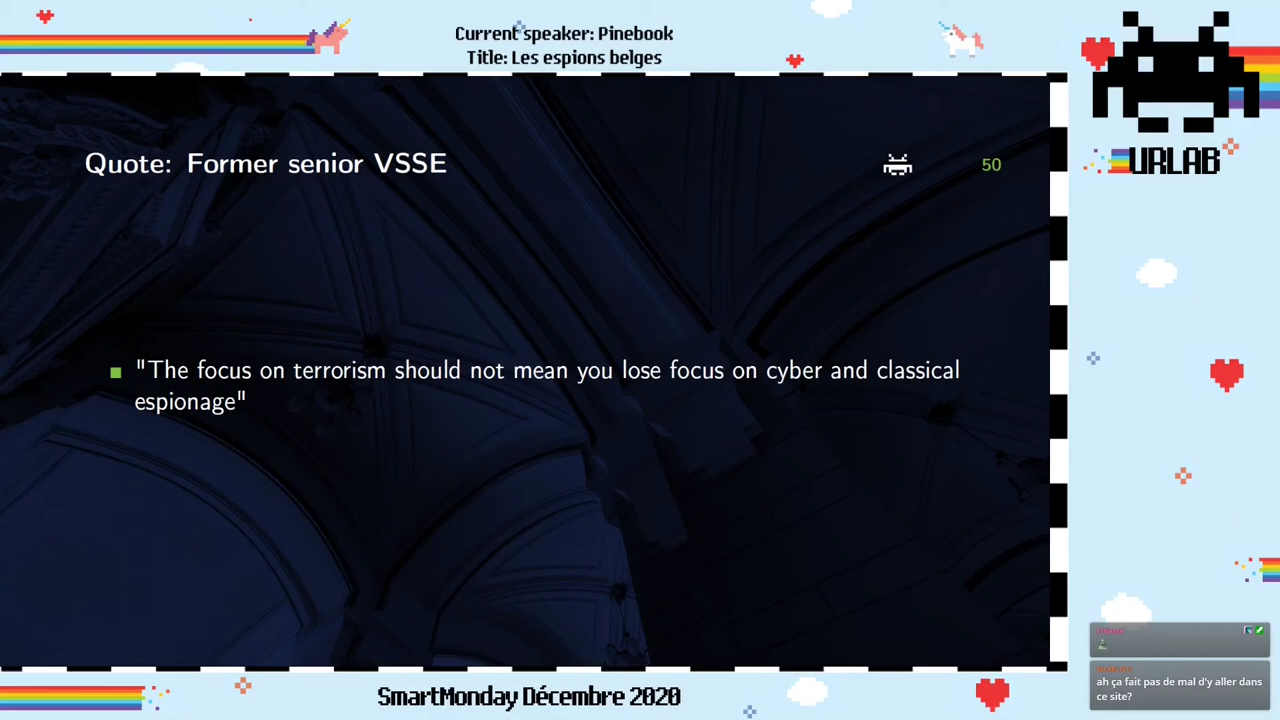 Current speaker: Pinebook
Title: Les espions belges
URLAB
Quote: Former senior VSSE
50
"The focus on terrorism should not mean you lose focus on cyber and classical
espionage"
ah ça fait pas de mal d'y aller dans
ce site?
SmartMonday Décembre 2020